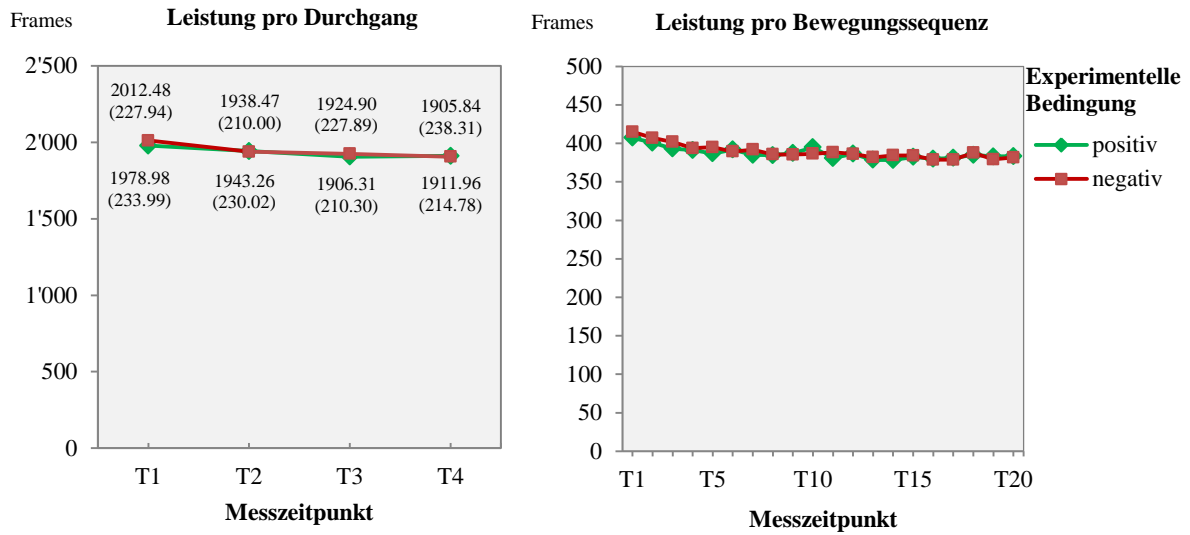 Frames
Leistung pro Durchgang
2'500
2'000
1'500
1'000
500
0
2012.48
(227.94)
1938.47
(210.00)
1924.90
(227.89)
1905.84
(238.31)
1978.98
(233.99)
1943.26
(230.02)
1906.31
(210.30)
1911.96
(214.78)
T1 T2 T3 T4
Messzeitpunkt
Frames
Leistung pro Bewegungssequenz
500
450
400
350
300
250
200
150
100
50
0
T1 T5 T10 T15 T20
Messzeitpunkt
Experimentelle
Bedingung
positiv
negativ